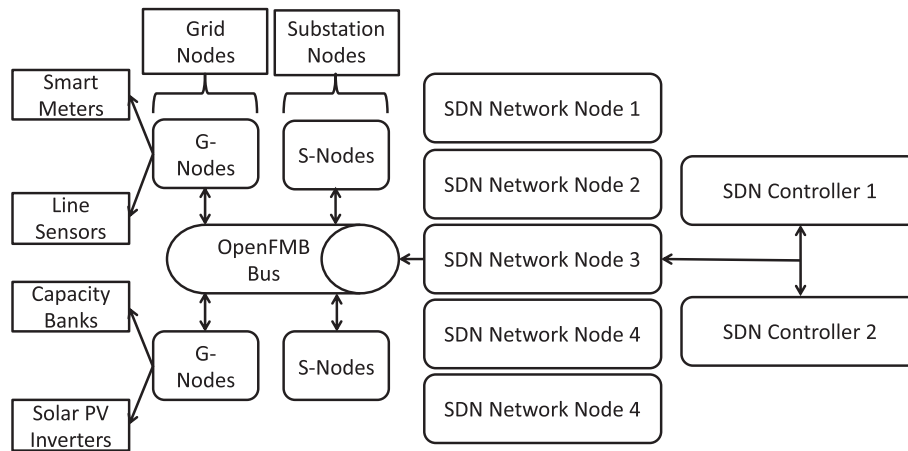 Grid
Nodes
Substation
Nodes
Smart
Meters
Line
Sensors
G-
Nodes
S-Nodes
OpenFMB
Bus
Capacity
Banks
Solar PV
Inverters
G-
Nodes
S-Nodes
SDN Network Node 1
SDN Network Node 2
SDN Network Node 3
SDN Network Node 4
SDN Network Node 4
SDN Controller 1
SDN Controller 2